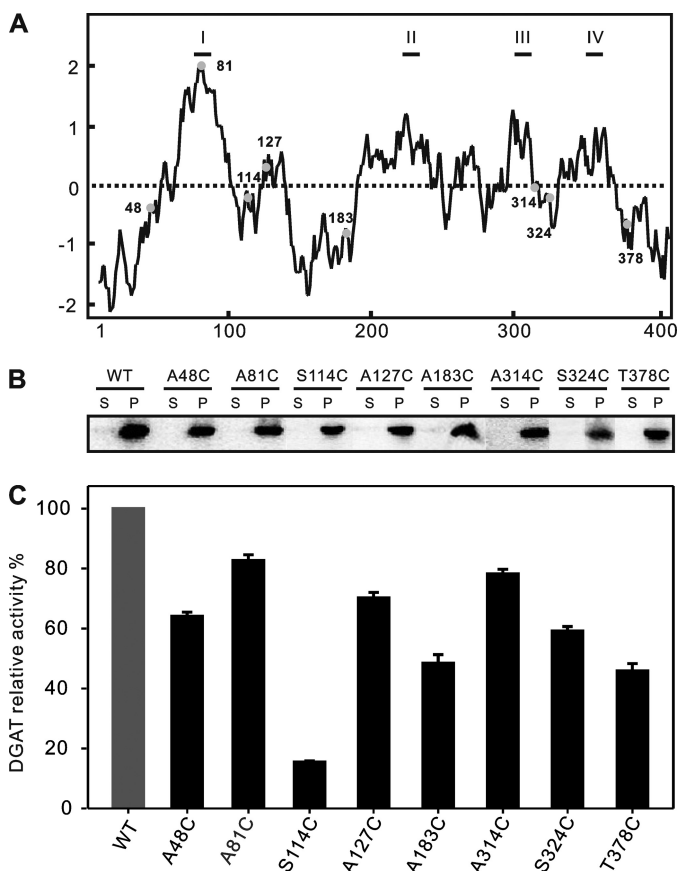 A
I II III IV
2
81
1
127
114
0
48
183
314
324
-1
378
-2
1 100 200 300 400
B
WT A48C A81C S114C A127C A183C A314C S324C T378C
S P S P S P S P S P S P S P S P S P
C
DGAT relative activity %
100
80
60
40
20
0
WT A48C A81C S114C A127C A183C A314C S324C T378C